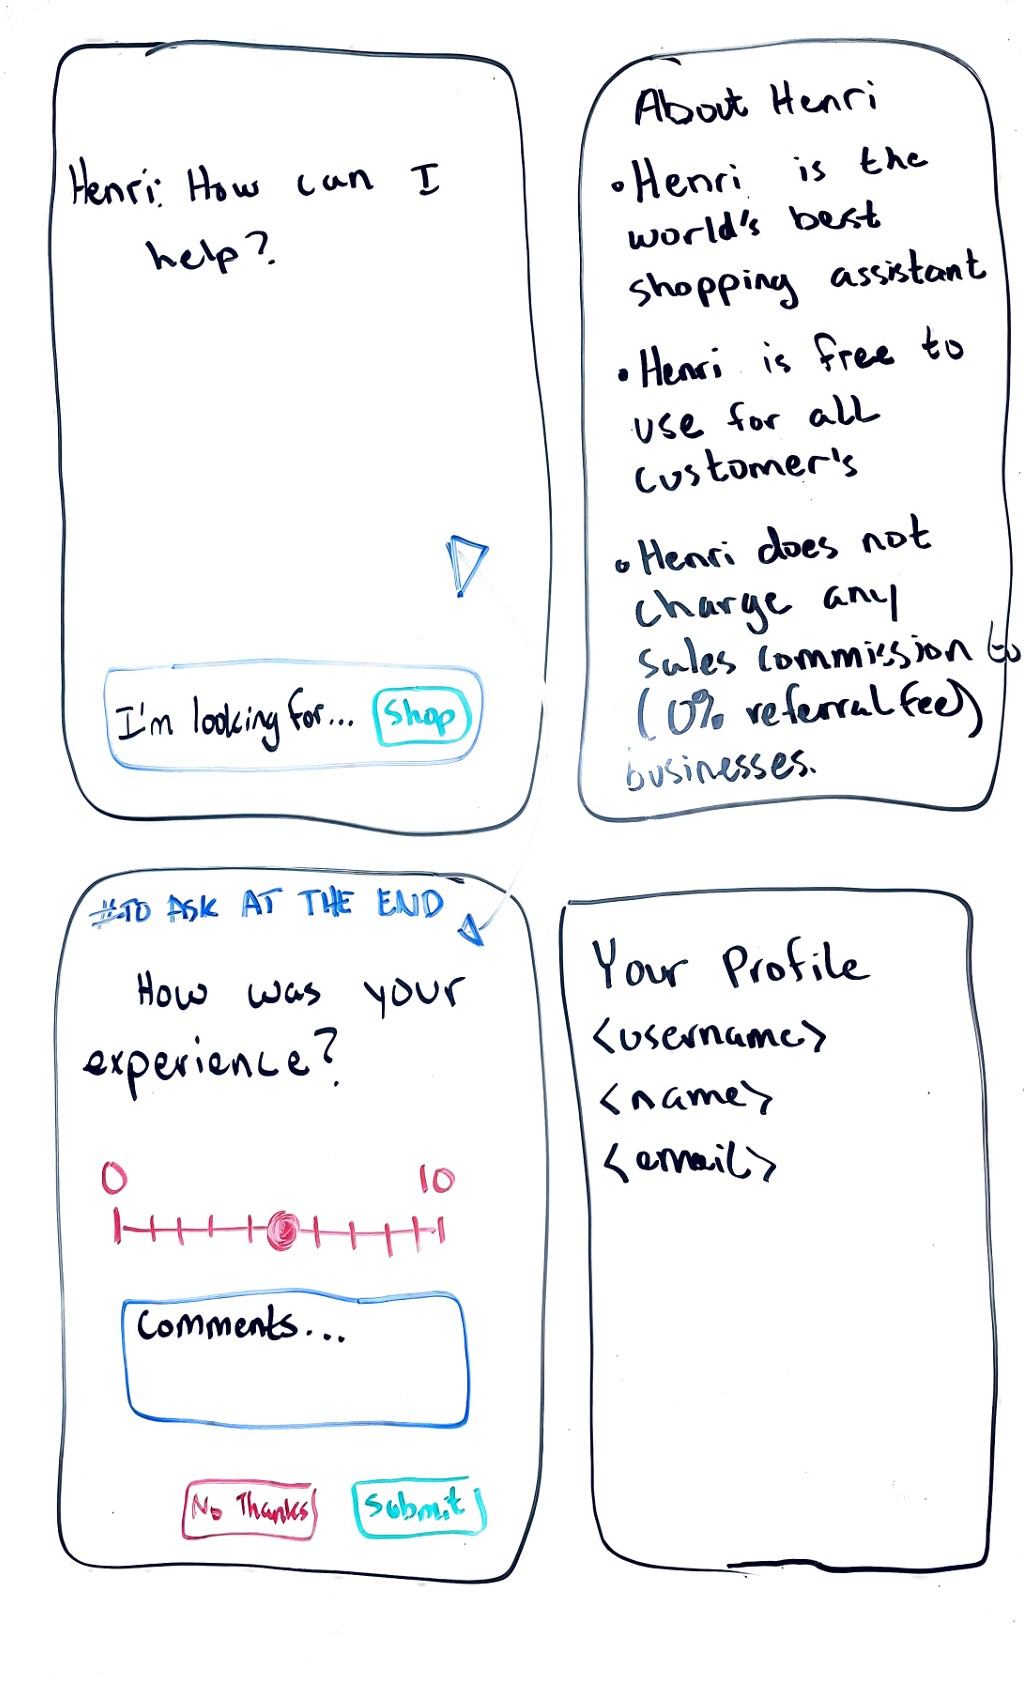 Henri: How can I
help?
I'm looking for... Shop
About Henri
• Henri is the
world's best
shopping assistant
• Henri is free to
use for all
customer's
• Henri does not
charge any
sales commission to
(0% referral fee)
businesses.
#TO ASK AT THE END
How was your
experience?
0 10
Comments...
No Thanks Submit
Your Profile
<username>
<name>
<email>